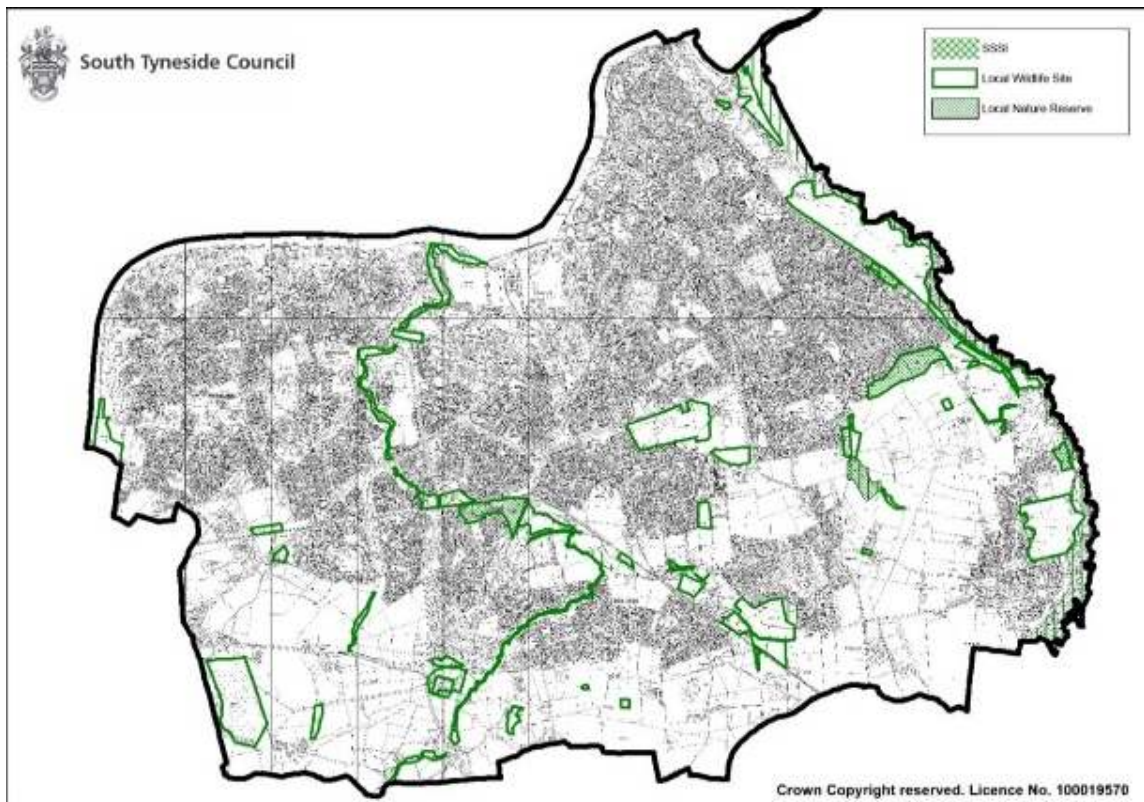 South Tyneside Council
SSSI
Local Wildlife Site
Local Nature Reserve
Crown Copyright reserved. Licence No. 100019570